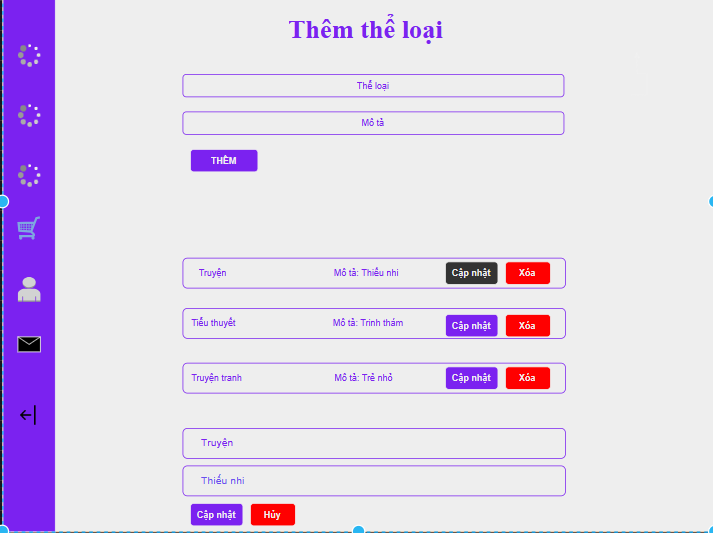 Thêm thể loại
Thể loại
Mô tả
THÊM
Truyện Mô tả: Thiếu nhi Cập nhật Xóa
Tiểu thuyết Mô tả: Trinh thám Cập nhật Xóa
Truyện tranh Mô tả: Trẻ nhỏ Cập nhật Xóa
Truyện
Thiếu nhi
Cập nhật Hủy